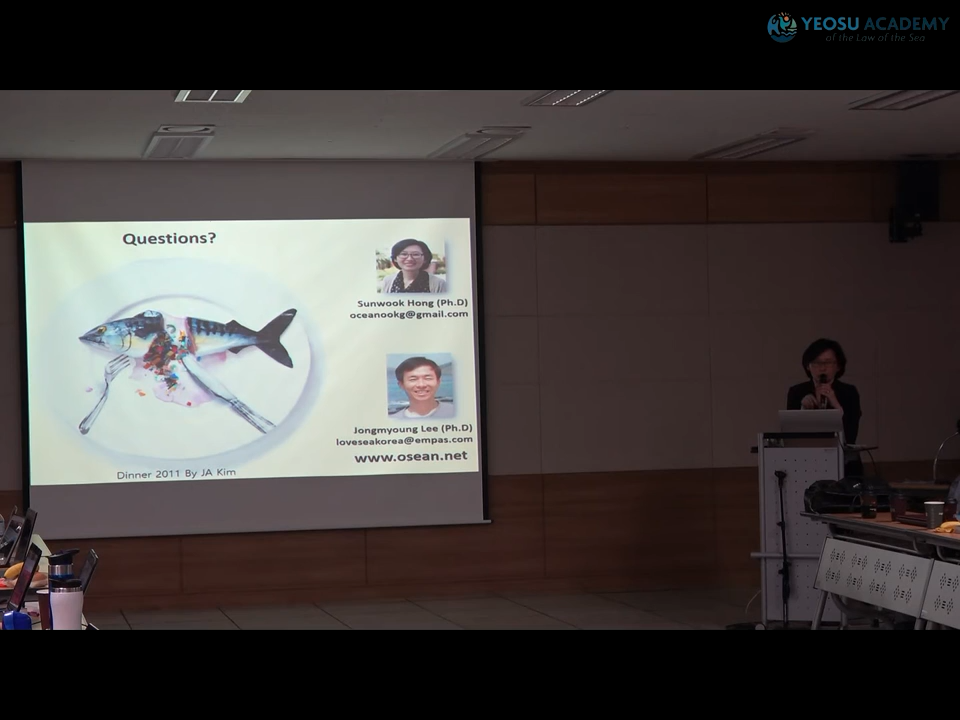 YEOSU ACADEMY
of the Law of the Sea
Questions?
Sunwook Hong (Ph.D)
oceanookg@gmail.com
Jongmyoung Lee (Ph.D)
loveseakorea@empas.com
www.osean.net
Dinner 2011 By JA Kim